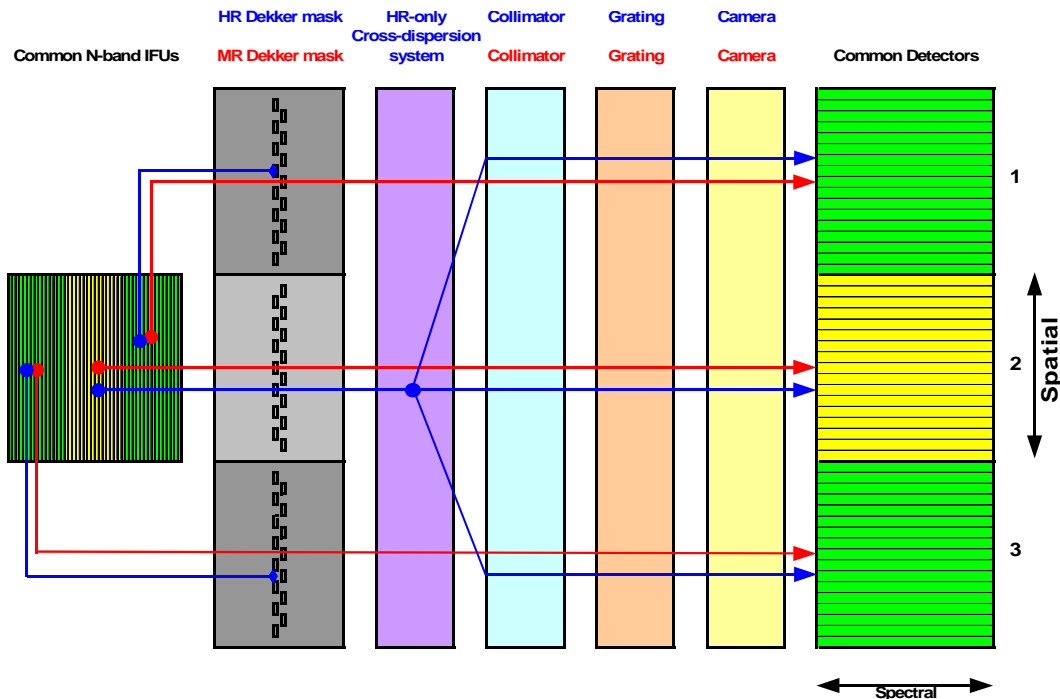 HR Dekker mask
HR-only
Cross-dispersion
system
Collimator
Grating
Camera
Common N-band IFUs
MR Dekker mask
Collimator
Grating
Camera
Common Detectors
1
2
3
Spatial
Spectral